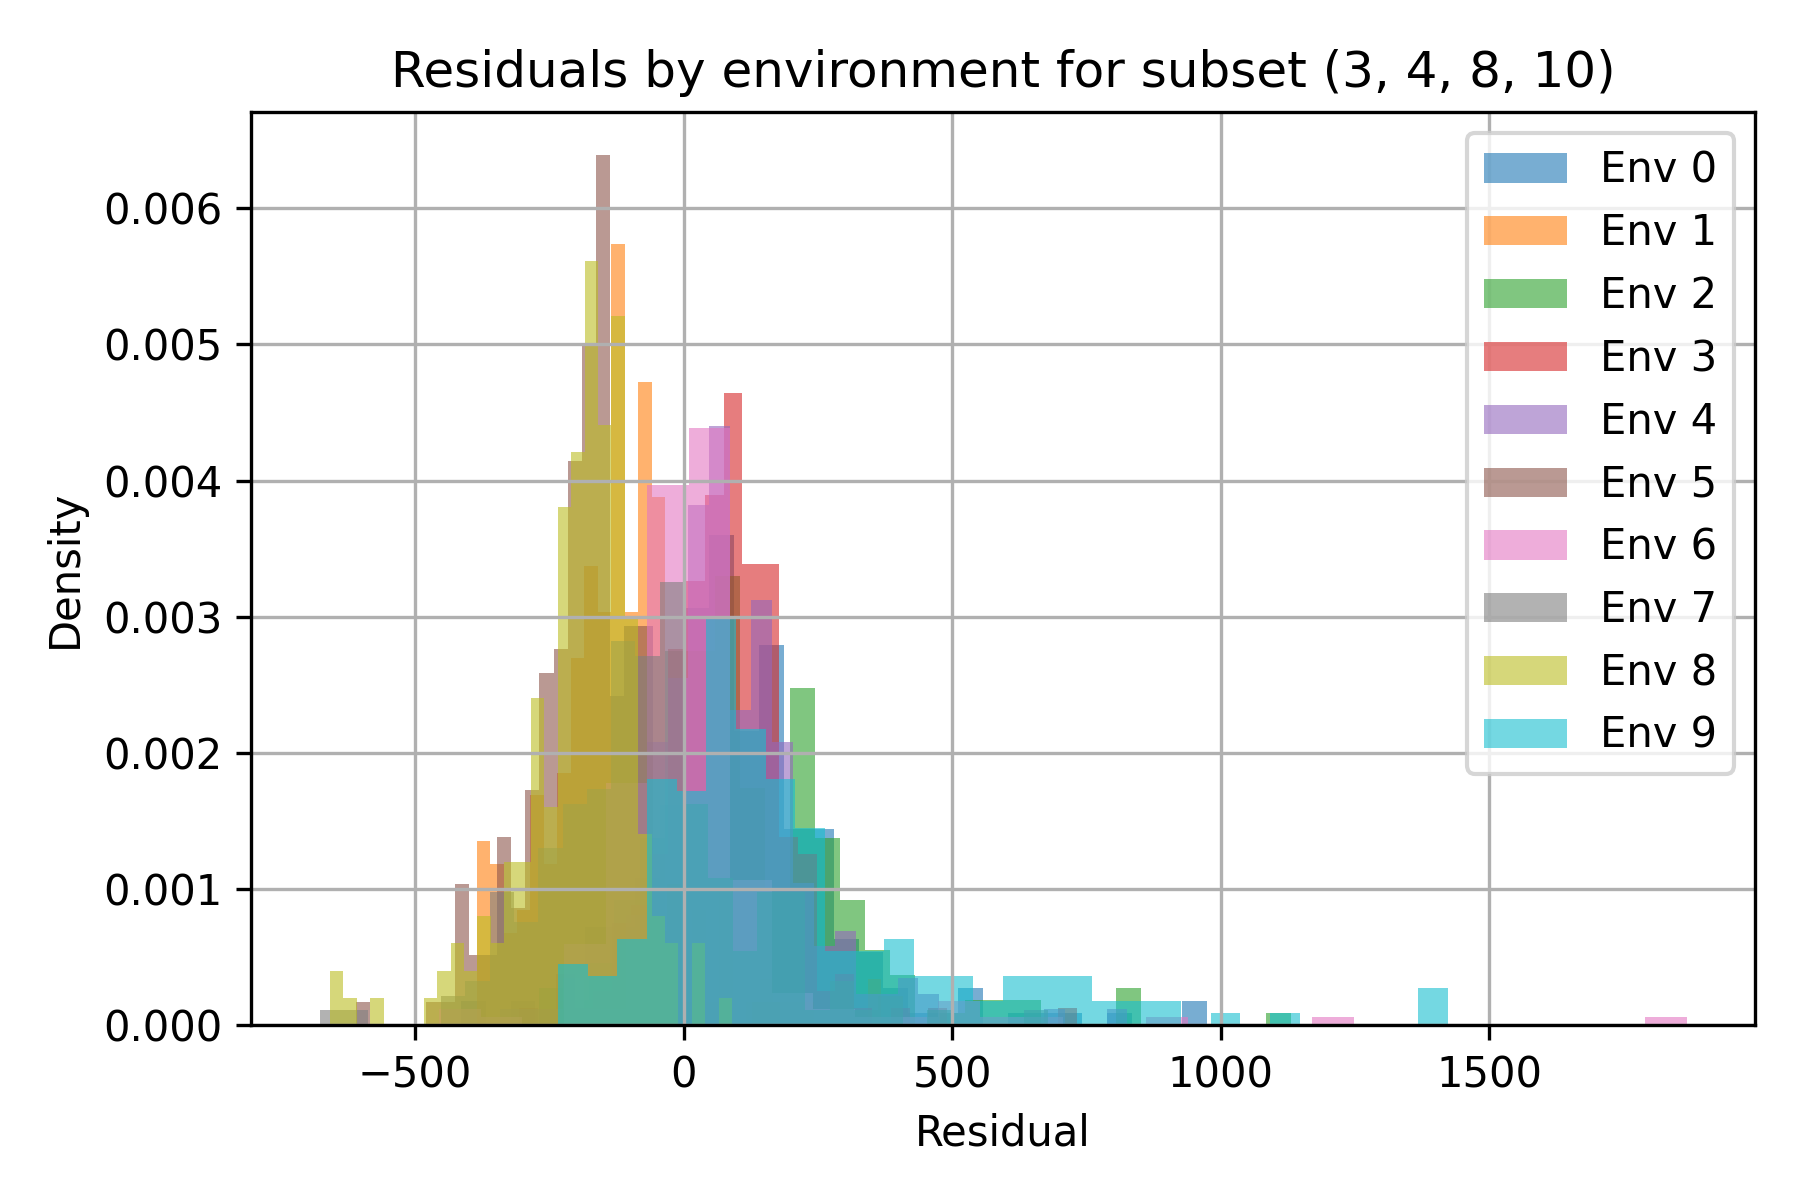 Residuals by environment for subset (3, 4, 8, 10)
Density
0.006
0.005
0.004
0.003
0.002
0.001
0.000
−500
0
500
1000
1500
Residual
Env 0
Env 1
Env 2
Env 3
Env 4
Env 5
Env 6
Env 7
Env 8
Env 9